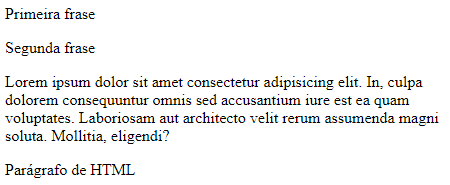 Primeira frase
Segunda frase
Lorem ipsum dolor sit amet consectetur adipisicing elit. In, culpa
dolorem consequuntur omnis sed accusantium iure est ea quam
voluptates. Laboriosam aut architecto velit rerum assumenda magni
soluta. Mollitia, eligendi?
Parágrafo de HTML